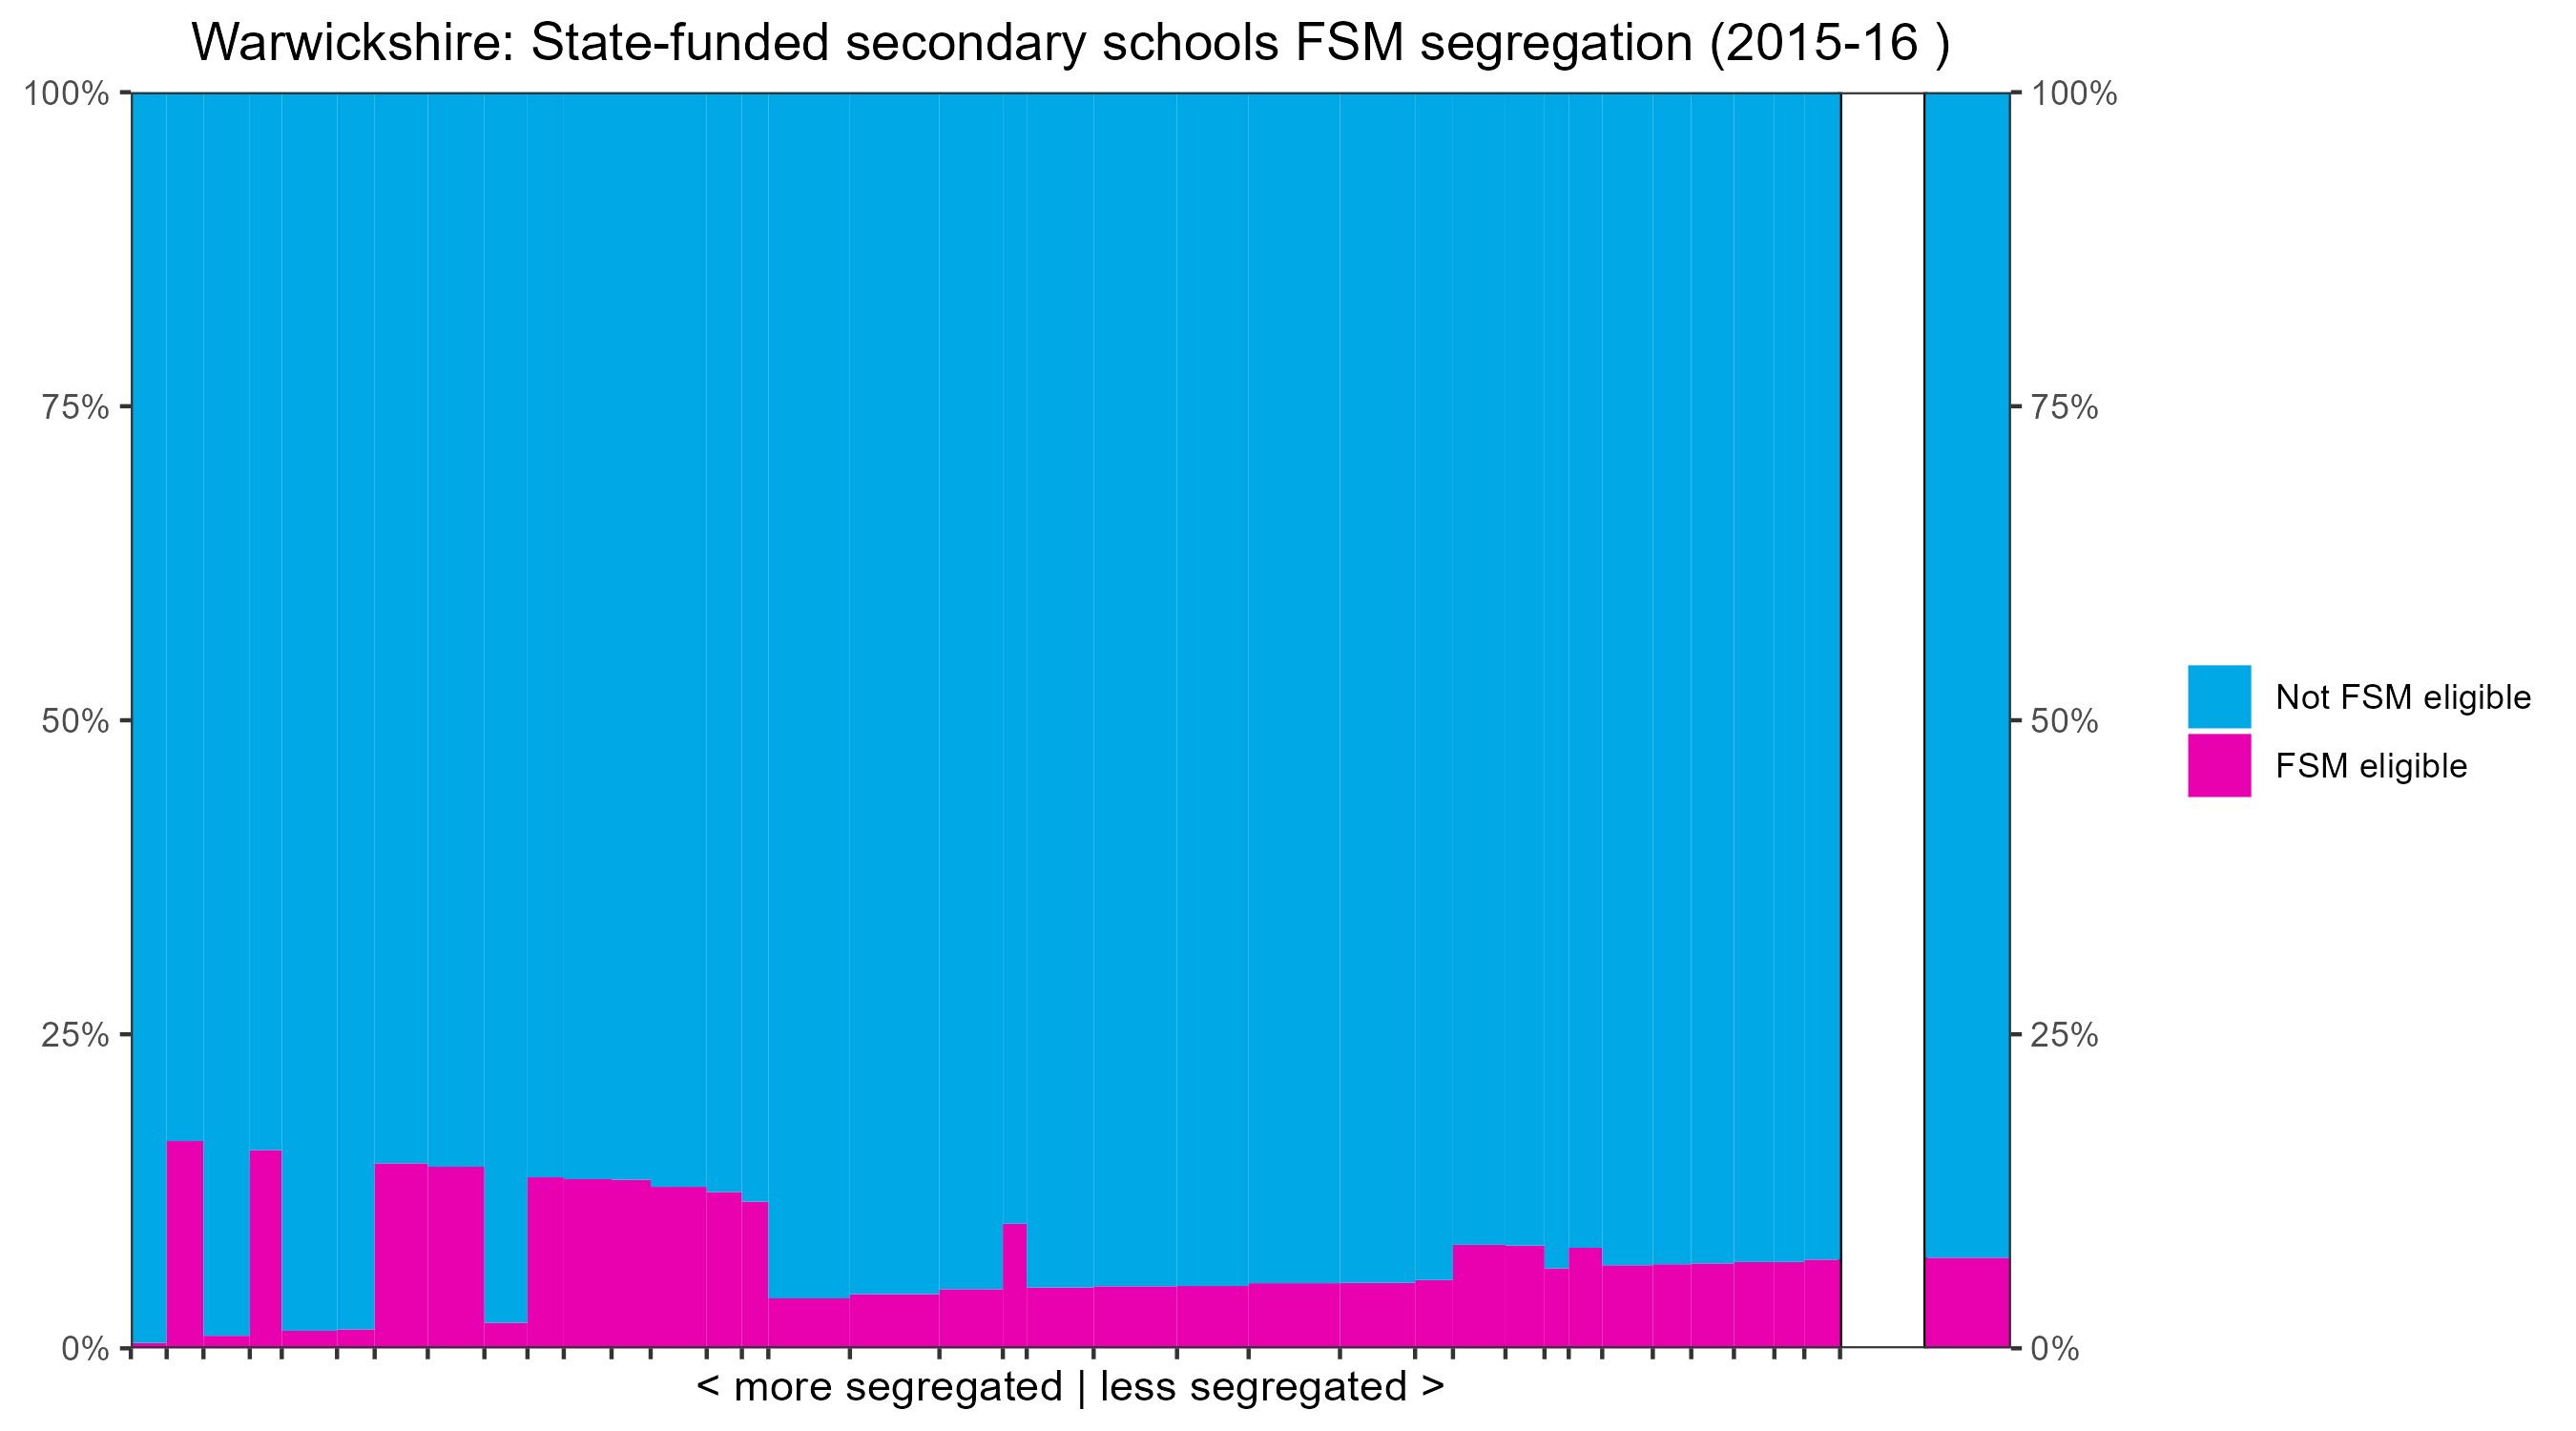 Warwickshire: State-funded secondary schools FSM segregation (2015-16 )
100%
75%
50%
25%
0%
100%
75%
50%
25%
0%
Not FSM eligible
FSM eligible
< more segregated | less segregated >